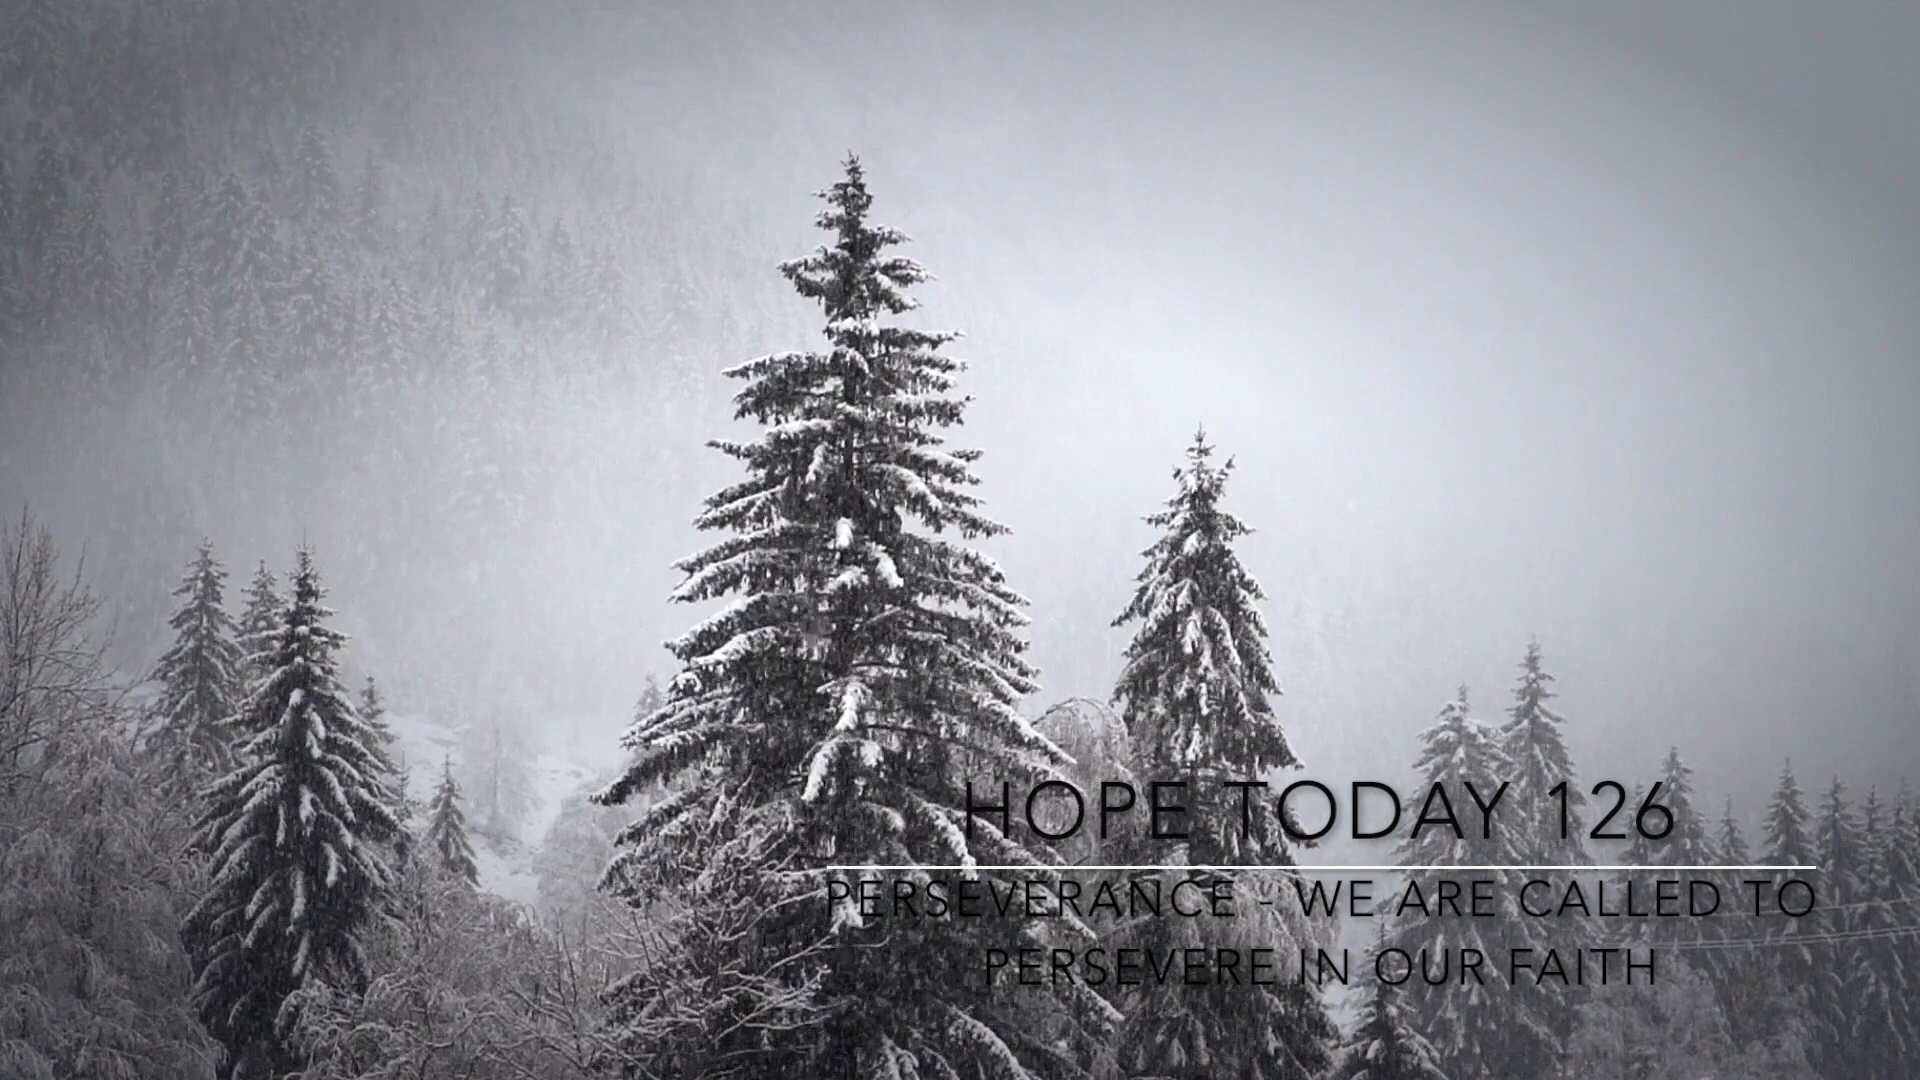 HOPE TODAY 126
PERSEVERANCE - WE ARE CALLED TO
PERSEVERE IN OUR FAITH